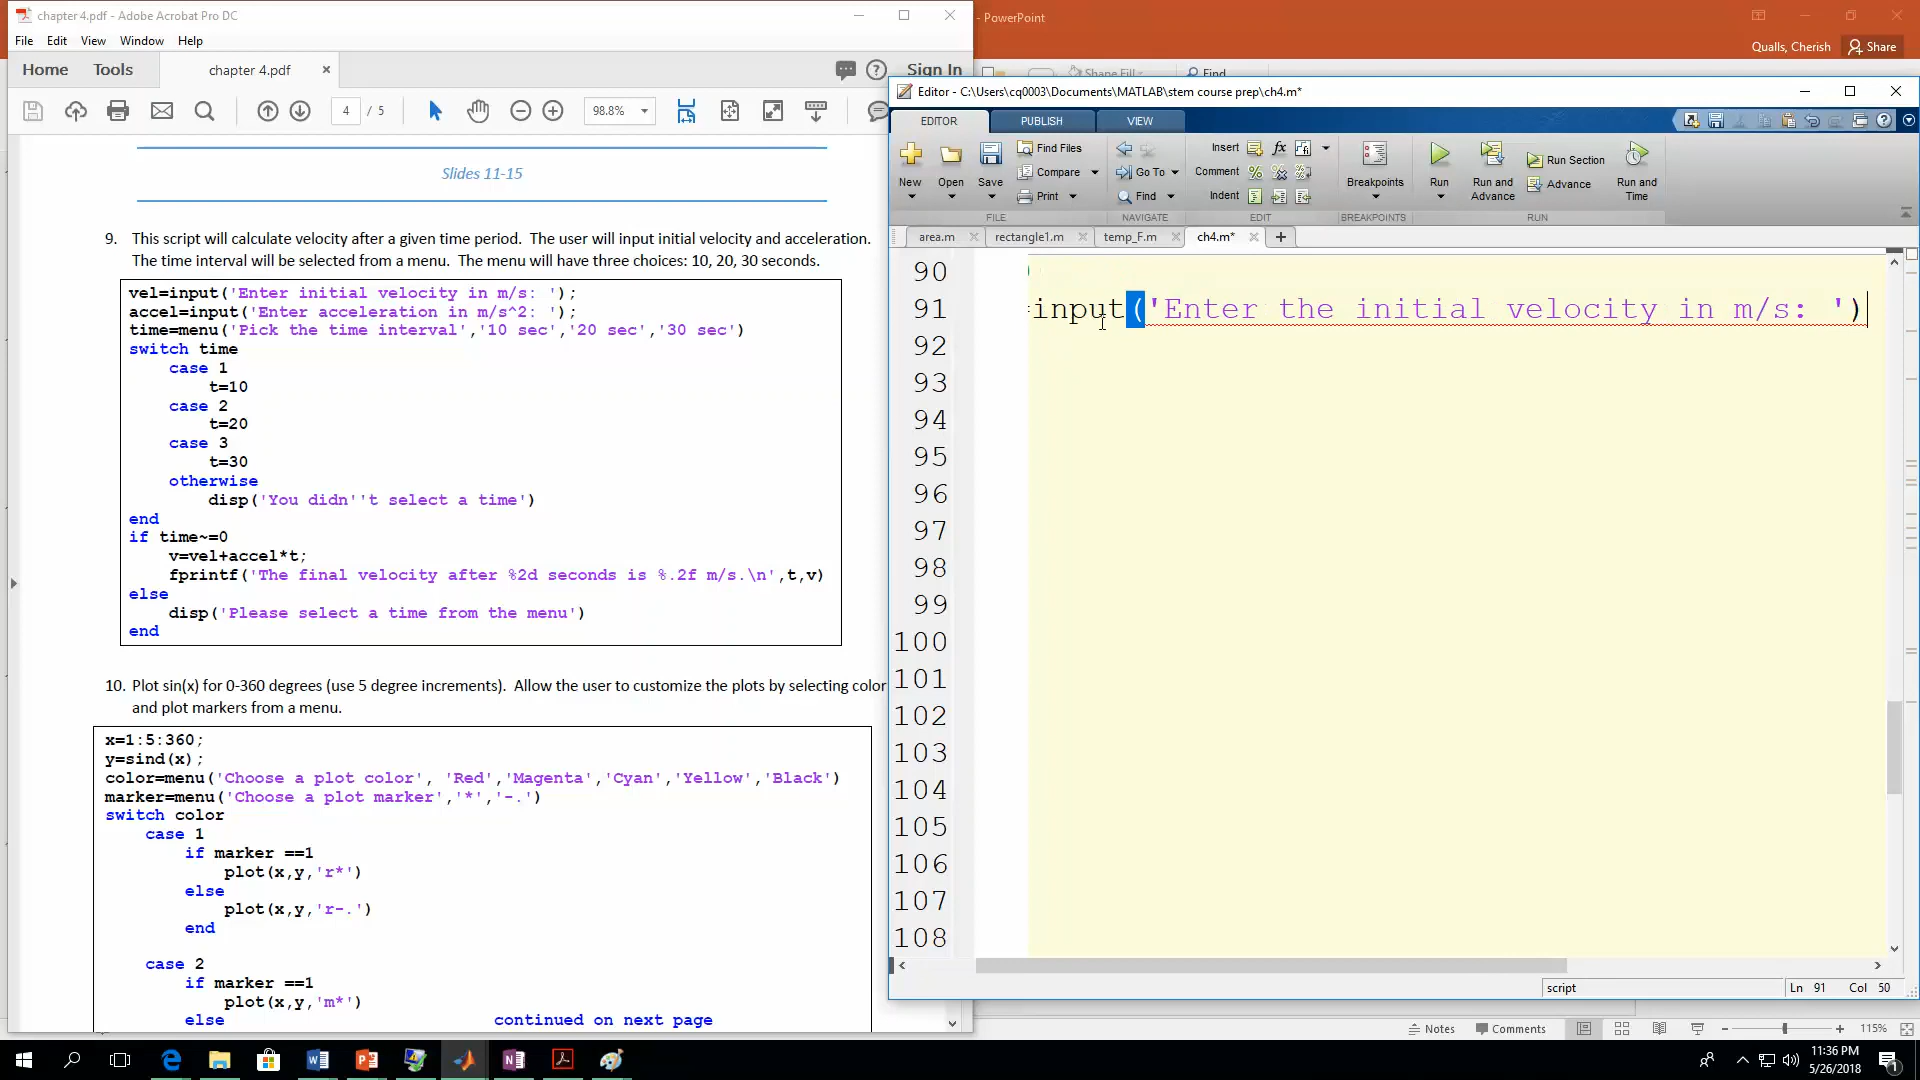 chapter 4.pdf - Adobe Acrobat Pro DC
File Edit View Window Help
Home Tools chapter 4.pdf × Sign In
4 / 5 98.8%
Slides 11-15
9. This script will calculate velocity after a given time period. The user will input initial velocity and acceleration.
The time interval will be selected from a menu. The menu will have three choices: 10, 20, 30 seconds.
vel=input('Enter initial velocity in m/s: ');
accel=input('Enter acceleration in m/s^2: ');
time=menu('Pick the time interval','10 sec','20 sec','30 sec')
switch time
case 1
t=10
case 2
t=20
case 3
t=30
otherwise
disp('You didn''t select a time')
end
if time~=0
v=vel+accel*t;
fprintf('The final velocity after %2d seconds is %.2f m/s.\n',t,v)
else
disp('Please select a time from the menu')
end
10. Plot sin(x) for 0-360 degrees (use 5 degree increments). Allow the user to customize the plots by selecting color
and plot markers from a menu.
x=1:5:360;
y=sind(x);
color=menu('Choose a plot color', 'Red','Magenta','Cyan','Yellow','Black')
marker=menu('Choose a plot marker','*','-.')
switch color
case 1
if marker ==1
plot(x,y,'r*')
else
plot(x,y,'r-.')
end
case 2
if marker ==1
plot(x,y,'m*')
else continued on next page
- PowerPoint
Qualls, Cherish Share
Shape Fill Find
Editor - C:\Users\cq0003\Documents\MATLAB\stem course prep\ch4.m*
EDITOR PUBLISH VIEW
New Open Save Find Files Compare Print
Go To Find
Insert fx
Comment
Indent
Breakpoints
Run Run and Advance Run Section Advance Run and Time
FILE NAVIGATE EDIT BREAKPOINTS RUN
area.m rectangle1.m temp_F.m ch4.m* +
90
91 =input('Enter the initial velocity in m/s: ')
92
93
94
95
96
97
98
99
100
101
102
103
104
105
106
107
108
script Ln 91 Col 50
Notes Comments 115%
11:36 PM
5/26/2018
1